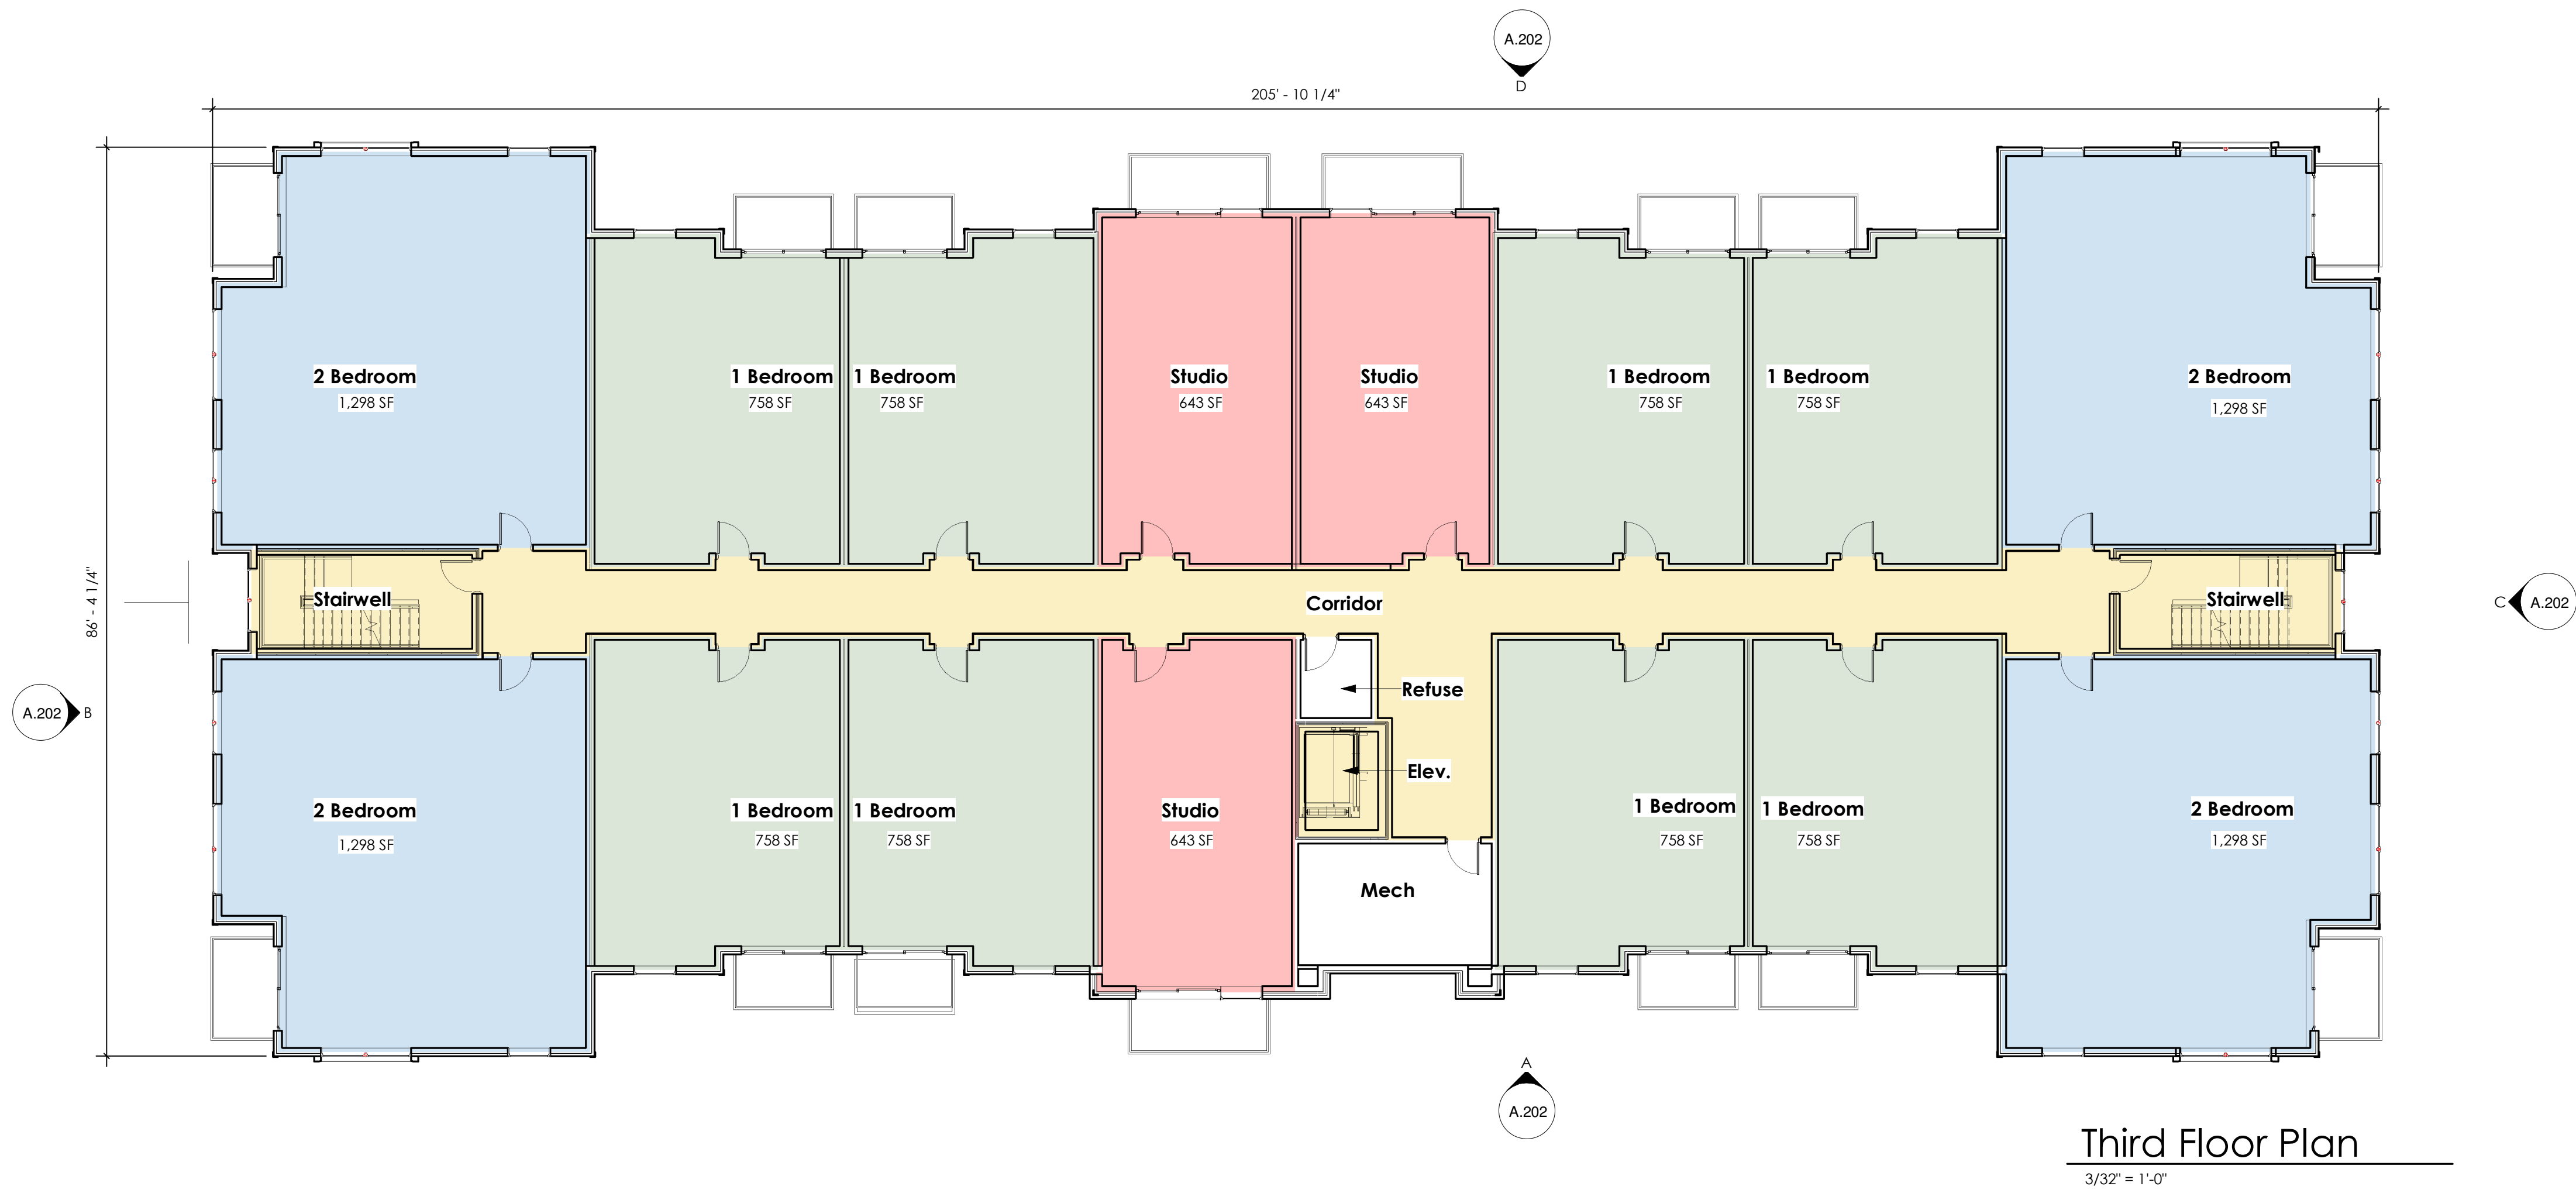 A.202
D
205' - 10 1/4"
2 Bedroom
1,298 SF
1 Bedroom
758 SF
1 Bedroom
758 SF
Studio
643 SF
Studio
643 SF
1 Bedroom
758 SF
1 Bedroom
758 SF
2 Bedroom
1,298 SF
86' - 4 1/4"
Stairwell
Corridor
Stairwell
C
A.202
A.202
B
Refuse
Elev.
2 Bedroom
1,298 SF
1 Bedroom
758 SF
1 Bedroom
758 SF
Studio
643 SF
Mech
1 Bedroom
758 SF
1 Bedroom
758 SF
2 Bedroom
1,298 SF
A
A.202
Third Floor Plan
3/32" = 1'-0"